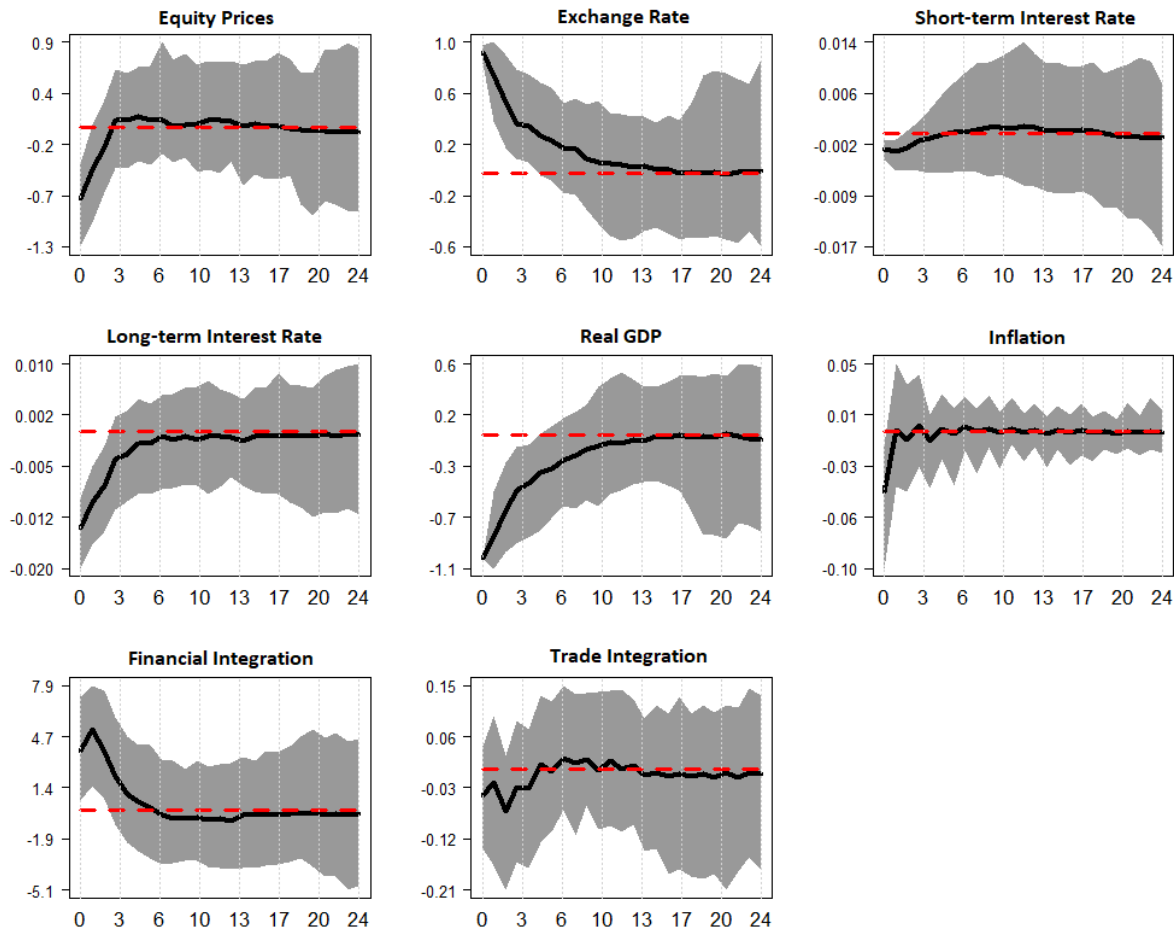 Equity Prices
0.9
0.4
-0.2
-0.7
-1.3
0 3 6 10 13 17 20 24
Exchange Rate
1.0
0.6
0.2
-0.2
-0.6
0 3 6 10 13 17 20 24
Short-term Interest Rate
0.014
0.006
-0.002
-0.009
-0.017
0 3 6 10 13 17 20 24
Long-term Interest Rate
0.010
0.002
-0.005
-0.012
-0.020
0 3 6 10 13 17 20 24
Real GDP
0.6
0.2
-0.3
-0.7
-1.1
0 3 6 10 13 17 20 24
Inflation
0.05
0.01
-0.03
-0.06
-0.10
0 3 6 10 13 17 20 24
Financial Integration
7.9
4.7
1.4
-1.9
-5.1
0 3 6 10 13 17 20 24
Trade Integration
0.15
0.06
-0.03
-0.12
-0.21
0 3 6 10 13 17 20 24